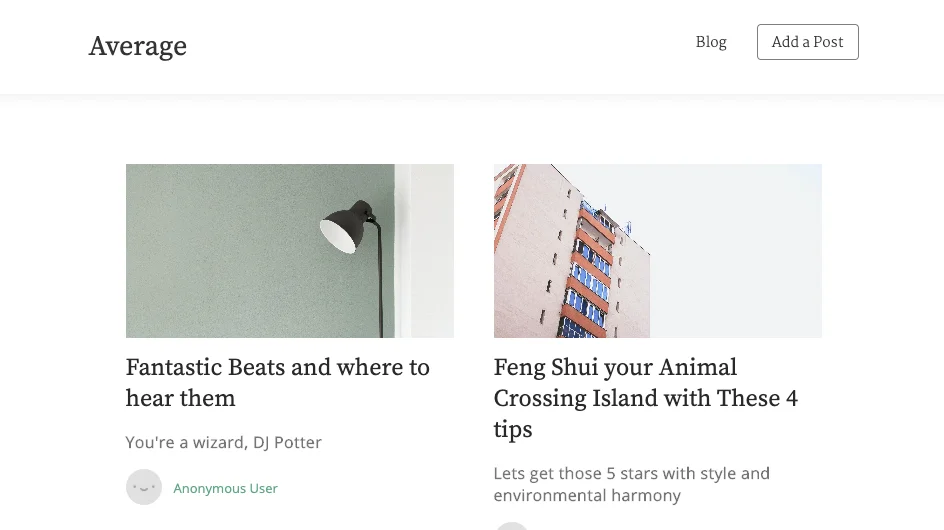 Average
Blog
Add a Post
Fantastic Beats and where to
hear them
You're a wizard, DJ Potter
Anonymous User
Feng Shui your Animal
Crossing Island with These 4
tips
Lets get those 5 stars with style and
environmental harmony